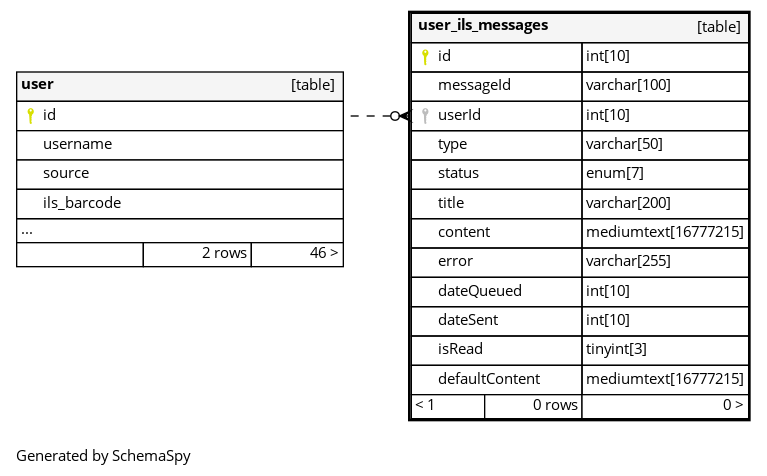 user_ils_messages [table]
id int[10]
messageId varchar[100]
userId int[10]
type varchar[50]
status enum[7]
title varchar[200]
content mediumtext[16777215]
error varchar[255]
dateQueued int[10]
dateSent int[10]
isRead tinyint[3]
defaultContent mediumtext[16777215]
< 1 0 rows 0 >
user [table]
id
username
source
ils_barcode
...
2 rows 46 >
Generated by SchemaSpy